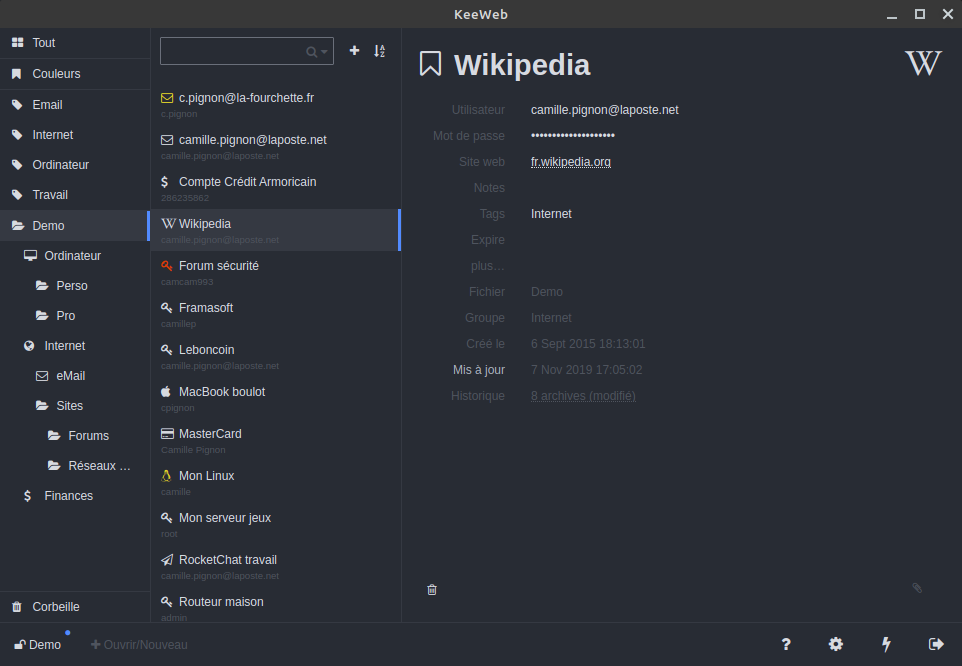 KeeWeb
Tout
Couleurs
Email
Internet
Ordinateur
Travail
Demo
Ordinateur
Perso
Pro
Internet
eMail
Sites
Forums
Réseaux ...
Finances
Corbeille
c.pignon@la-fourchette.fr
c.pignon
camille.pignon@laposte.net
camille.pignon@laposte.net
Compte Crédit Armoricain
286235862
Wikipedia
camille.pignon@laposte.net
Forum sécurité
camcam993
Framasoft
camillep
Leboncoin
camille.pignon@laposte.net
MacBook boulot
cpignon
MasterCard
Camille Pignon
Mon Linux
camille
Mon serveur jeux
root
RocketChat travail
camille.pignon@laposte.net
Routeur maison
admin
Wikipedia
W
Utilisateur camille.pignon@laposte.net
Mot de passe ••••••••••••••••••••
Site web fr.wikipedia.org
Notes
Tags Internet
Expire
plus...
Fichier Demo
Groupe Internet
Créé le 6 Sept 2015 18:13:01
Mis à jour 7 Nov 2019 17:05:02
Historique 8 archives (modifié)
Demo
Ouvrir/Nouveau
?